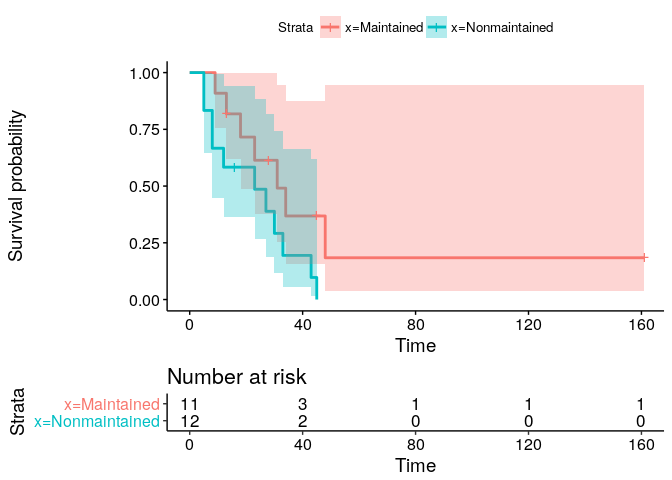 Strata x=Maintained x=Nonmaintained
Survival probability
1.00
0.75
0.50
0.25
0.00
0 40 80 120 160
Time
Number at risk
Strata
x=Maintained 11 3 1 1 1
x=Nonmaintained 12 2 0 0 0
0 40 80 120 160
Time